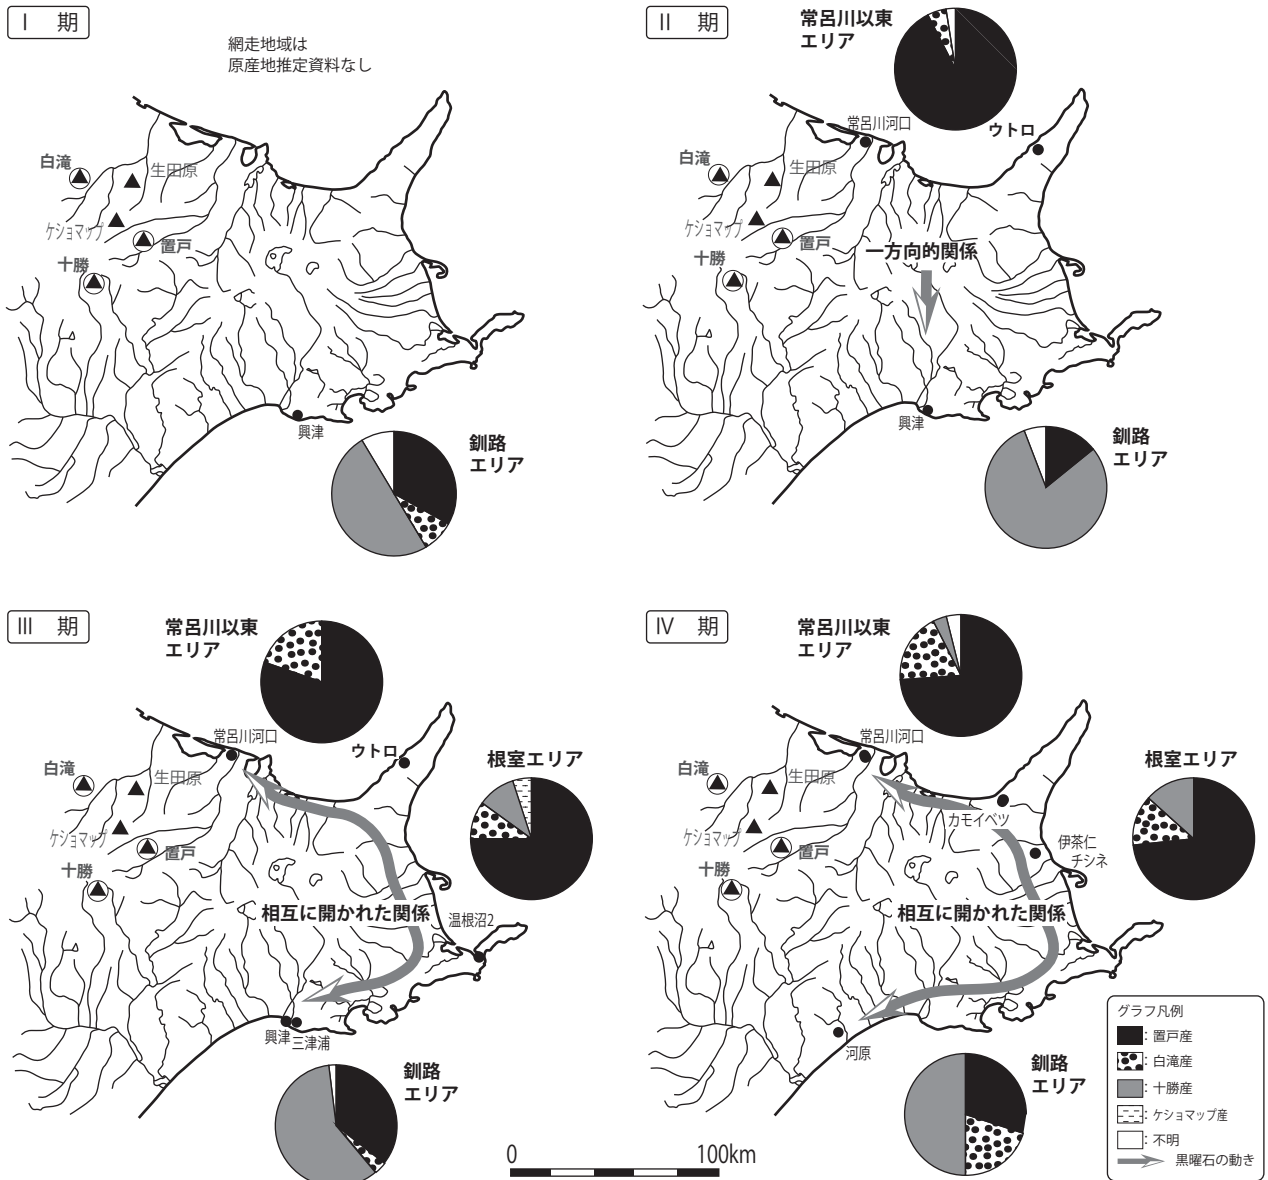 Ⅰ 期
網走地域は
原産地推定資料なし
白滝
生田原
ケショマップ
置戸
十勝
興津
釧路
エリア
Ⅱ 期
常呂川以東
エリア
常呂川河口
ウトロ
白滝
生田原
ケショマップ
置戸
十勝
一方向的関係
興津
釧路
エリア
Ⅲ 期
常呂川以東
エリア
常呂川河口
ウトロ
根室エリア
白滝
生田原
ケショマップ
置戸
十勝
相互に開かれた関係
温根沼2
興津
三津浦
釧路
エリア
Ⅳ 期
常呂川以東
エリア
常呂川河口
根室エリア
白滝
生田原
カモイベツ
ケショマップ
置戸
伊茶仁
チシネ
十勝
相互に開かれた関係
河原
釧路
エリア
グラフ凡例
: 置戸産
: 白滝産
: 十勝産
: ケショマップ産
: 不明
黒曜石の動き
0 100km